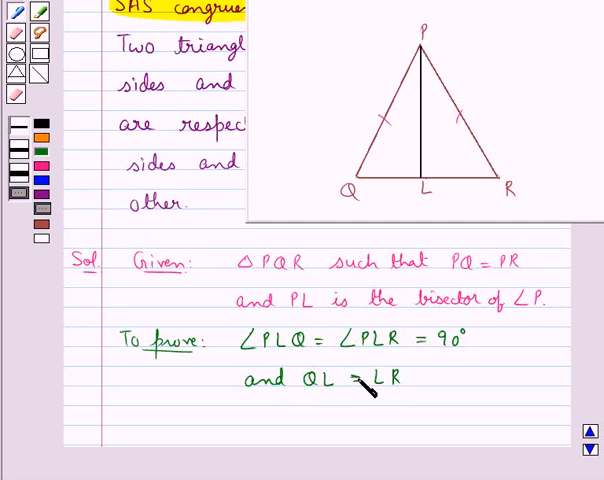 SAS congrue
Two triangl
sides and
are respec
sides and
other.
P
Q
L
R
Sol. Given: △ PQR such that PQ = PR
and PL is the bisector of ∠P.
To prove: ∠PLQ = ∠PLR = 90°
and QL = LR